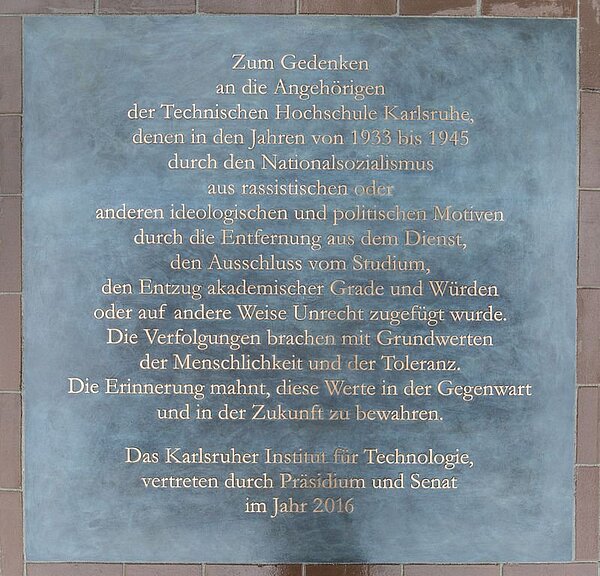 Zum Gedenken
an die Angehörigen
der Technischen Hochschule Karlsruhe,
denen in den Jahren von 1933 bis 1945
durch den Nationalsozialismus
aus rassistischen oder
anderen ideologischen und politischen Motiven
durch die Entfernung aus dem Dienst,
den Ausschluss vom Studium,
den Entzug akademischer Grade und Würden
oder auf andere Weise Unrecht zugefügt wurde.
Die Verfolgungen brachen mit Grundwerten
der Menschlichkeit und der Toleranz.
Die Erinnerung mahnt, diese Werte in der Gegenwart
und in der Zukunft zu bewahren.
Das Karlsruher Institut für Technologie,
vertreten durch Präsidium und Senat
im Jahr 2016